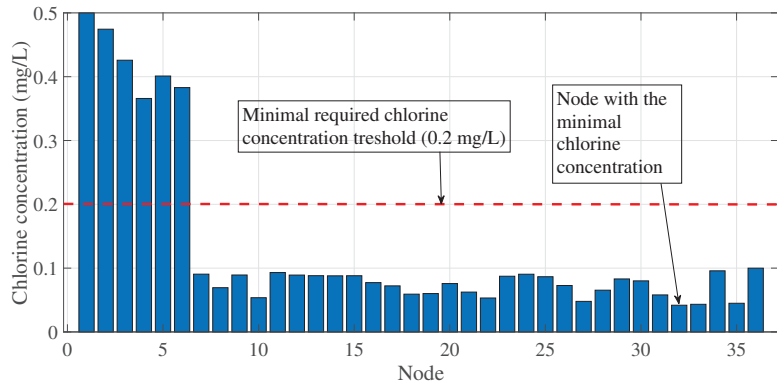 0.5
0.4
0.3
0.2
0.1
0
Chlorine concentration (mg/L)
Minimal required chlorine
concentration treshold (0.2 mg/L)
Node with the
minimal
chlorine
concentration
0 5 10 15 20 25 30 35
Node